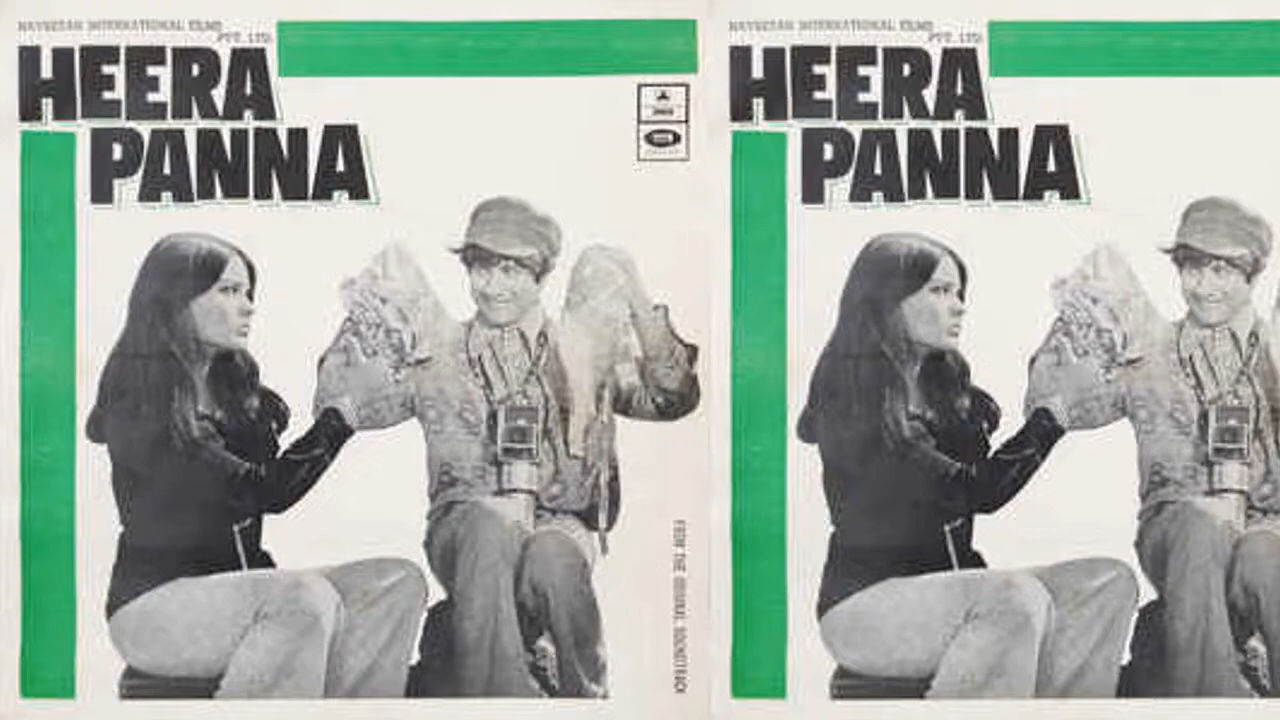 NAVKETAN INTERNATIONAL FILMS
PVT. LTD.
HEERA
PANNA
FROM THE ORIGINAL SOUNDTRACK
NAVKETAN INTERNATIONAL FILMS
PVT. LTD.
HEERA
PANNA